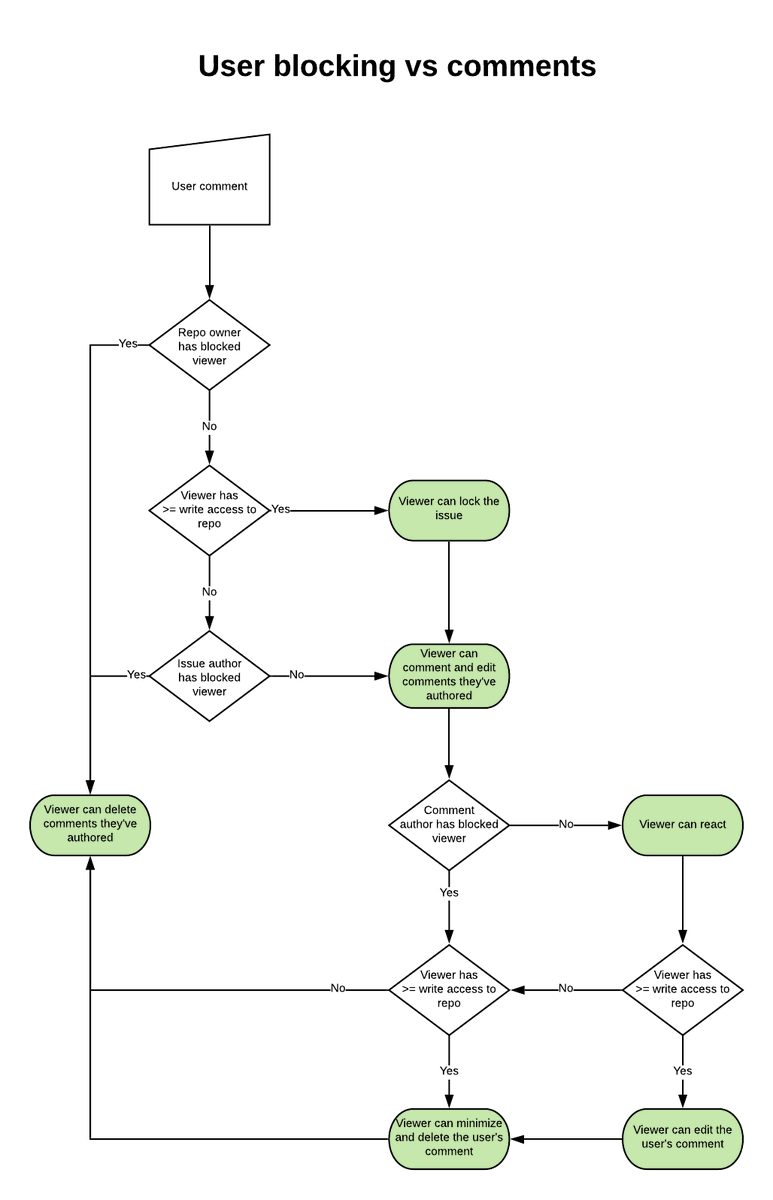 User blocking vs comments
User comment
Repo owner
has blocked
viewer
Yes
No
Viewer has
>= write access to
repo
Yes
Viewer can lock the
issue
No
Issue author
has blocked
viewer
Yes
No
Viewer can
comment and edit
comments they've
authored
Viewer can delete
comments they've
authored
Comment
author has blocked
viewer
No
Viewer can react
Yes
Viewer has
>= write access to
repo
No
No
Viewer has
>= write access to
repo
Yes
Yes
Viewer can minimize
and delete the user's
comment
Viewer can edit the
user's comment